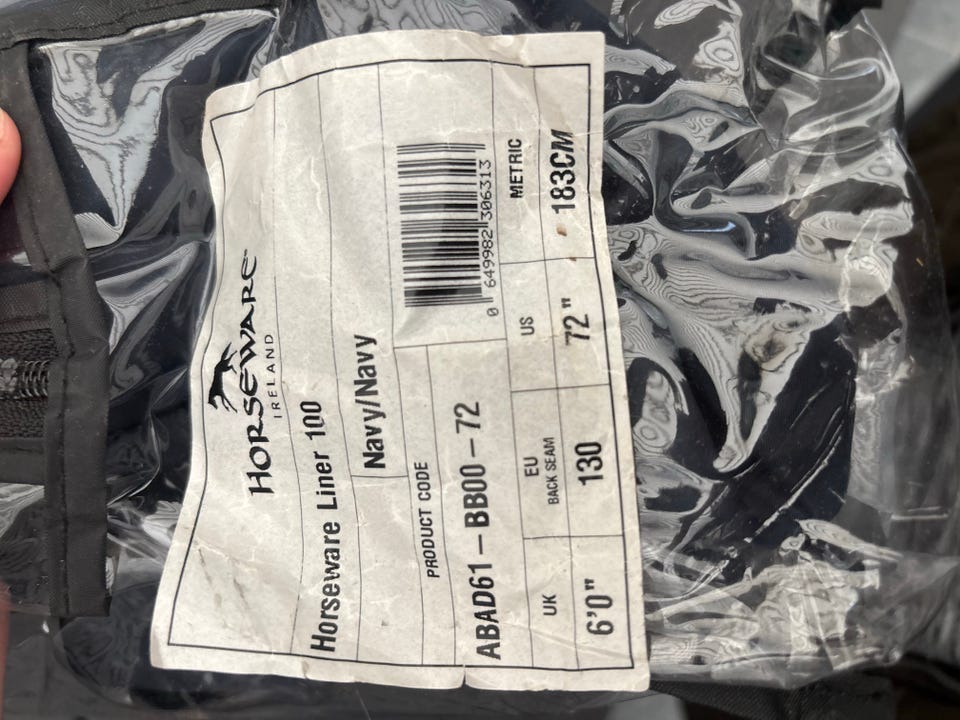 HORSEWARE
IRELAND
Horseware Liner 100
Navy/Navy
PRODUCT CODE
ABAD61-BB00-72
0 649982 306313
UK
EU
BACK SEAM
US
METRIC
6'0"
130
72"
183CM